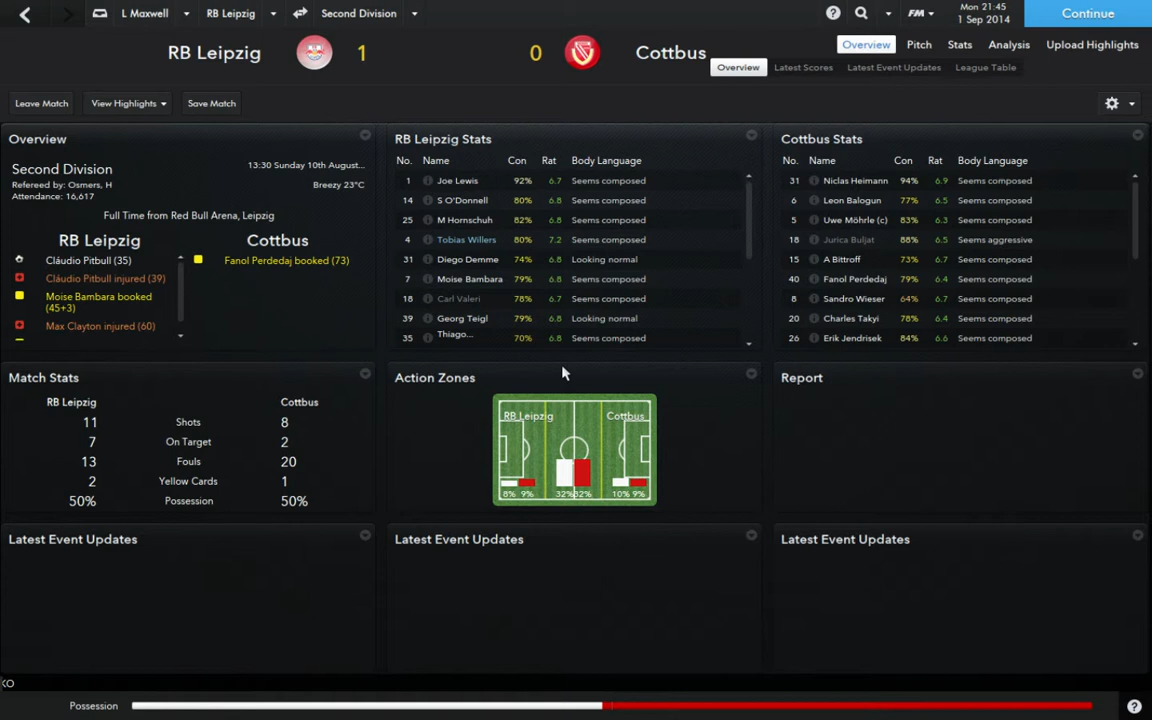 L Maxwell
RB Leipzig
Second Division
FM
Mon 21:45
1 Sep 2014
Continue
RB Leipzig 1
0 Cottbus
Overview Pitch Stats Analysis Upload Highlights
Overview Latest Scores Latest Event Updates League Table
Leave Match View Highlights Save Match
Overview
Second Division
13:30 Sunday 10th August...
Refereed by: Osmers, H
Breezy 23°C
Attendance: 16,617
Full Time from Red Bull Arena, Leipzig
RB Leipzig Cottbus
Cláudio Pitbull (35) Fanol Perdedaj booked (73)
Cláudio Pitbull injured (39)
Moise Bambara booked
(45+3)
Max Clayton injured (60)
RB Leipzig Stats
No. Name Con Rat Body Language
1 Joe Lewis 92% 6.7 Seems composed
14 S O'Donnell 80% 6.8 Seems composed
25 M Hornschuh 82% 6.8 Seems composed
4 Tobias Willers 80% 7.2 Seems composed
31 Diego Demme 74% 6.8 Looking normal
7 Moise Bambara 79% 6.8 Seems composed
18 Carl Valeri 78% 6.7 Seems composed
39 Georg Teigl 79% 6.8 Looking normal
35 Thiago... 70% 6.8 Seems composed
Cottbus Stats
No. Name Con Rat Body Language
31 Niclas Heimann 94% 6.9 Seems composed
6 Leon Balogun 77% 6.5 Seems composed
5 Uwe Möhrle (c) 83% 6.3 Seems composed
18 Jurica Buljat 88% 6.5 Seems aggressive
15 A Bittroff 73% 6.7 Seems composed
40 Fanol Perdedaj 79% 6.4 Seems composed
8 Sandro Wieser 64% 6.7 Seems composed
20 Charles Takyi 78% 6.4 Seems composed
26 Erik Jendrisek 84% 6.6 Seems composed
Match Stats
RB Leipzig Cottbus
11 Shots 8
7 On Target 2
13 Fouls 20
2 Yellow Cards 1
50% Possession 50%
Action Zones
RB Leipzig Cottbus
8% 9% 32% 32% 10% 9%
Report
Latest Event Updates
Latest Event Updates
Latest Event Updates
KO
Possession